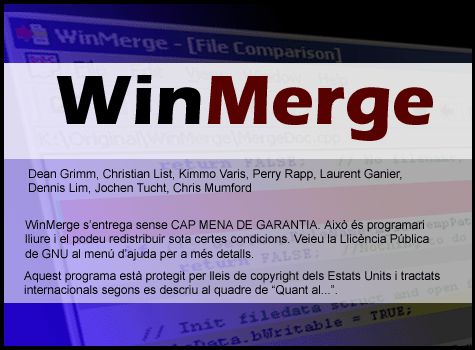 WinMerge - [File Comparison]
WinMerge
Dean Grimm, Christian List, Kimmo Varis, Perry Rapp, Laurent Ganier,
Dennis Lim, Jochen Tucht, Chris Mumford
WinMerge s'entrega sense CAP MENA DE GARANTIA. Això és programari
lliure i el podeu redistribuir sota certes condicions. Veieu la Llicència Pública
de GNU al menú d'ajuda per a més detalls.
Aquest programa està protegit per lleis de copyright dels Estats Units i tractats
internacionals segons es descriu al quadre de “Quant al...”.
// Init filedata struct and open
bWritable = TRUE;